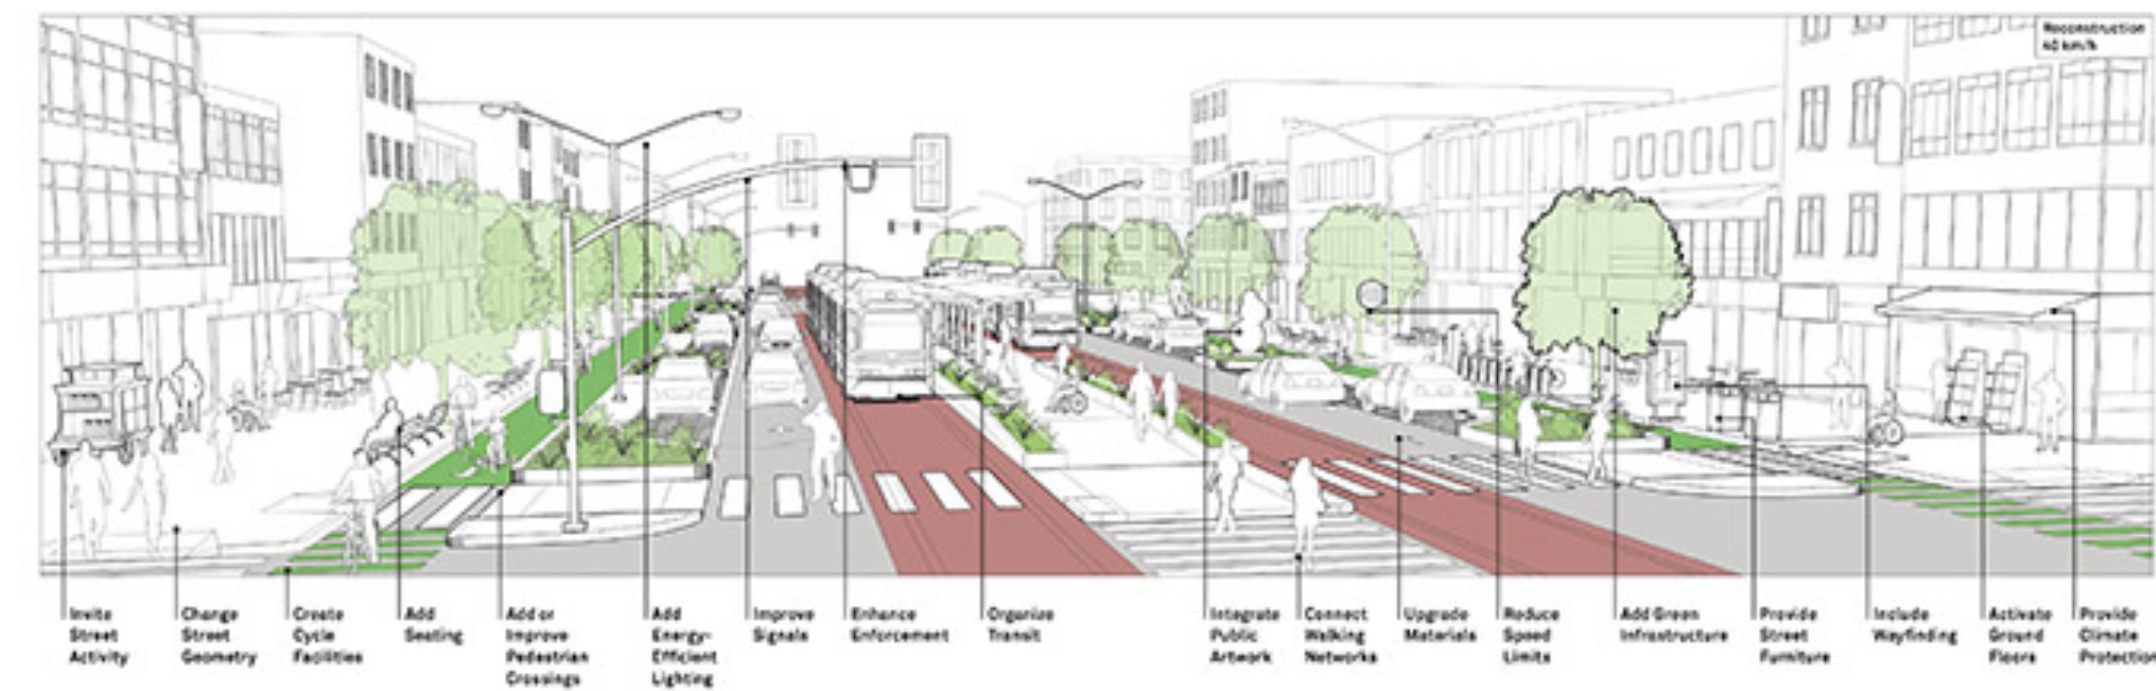 Reconstruction
40 km/h
Invite
Street
Activity
Change
Street
Geometry
Create
Cycle
Facilities
Add
Seating
Add or
Improve
Pedestrian
Crossings
Add
Energy-
Efficient
Lighting
Improve
Signals
Enhance
Enforcement
Organize
Transit
Integrate
Public
Artwork
Connect
Walking
Networks
Upgrade
Materials
Reduce
Speed
Limits
Add Green
Infrastructure
Provide
Street
Furniture
Include
Wayfinding
Activate
Ground
Floors
Provide
Climate
Protection